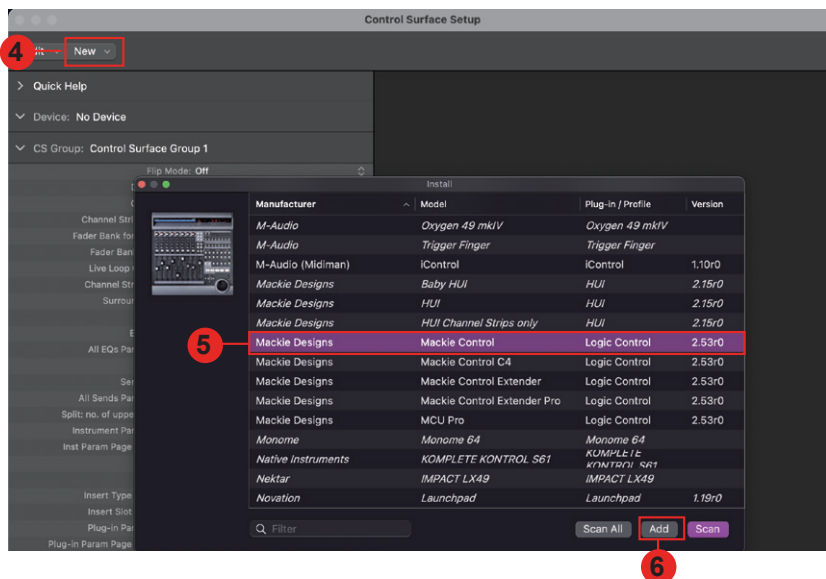 Control Surface Setup
4
New
Quick Help
Device: No Device
CS Group: Control Surface Group 1
Flip Mode: Off
Install
Manufacturer Model Plug-in / Profile Version
M-Audio Oxygen 49 mkIV Oxygen 49 mkIV
M-Audio Trigger Finger Trigger Finger
M-Audio (Midiman) iControl iControl 1.10r0
Mackie Designs Baby HUI HUI 2.15r0
Mackie Designs HUI HUI 2.15r0
Mackie Designs HUI Channel Strips only HUI 2.15r0
5
Mackie Designs Mackie Control Logic Control 2.53r0
Mackie Designs Mackie Control C4 Logic Control 2.53r0
Mackie Designs Mackie Control Extender Logic Control 2.53r0
Mackie Designs Mackie Control Extender Pro Logic Control 2.53r0
Mackie Designs MCU Pro Logic Control 2.53r0
Monome Monome 64 Monome 64
Native Instruments KOMPLETE KONTROL S61 KOMPLETE KONTROL S61
Nektar IMPACT LX49 IMPACT LX49
Novation Launchpad Launchpad 1.19r0
Filter
Scan All Add Scan
6
Channel Stri
Fader Bank for
Fader Ban
Live Loop
Channel Str
Surrour
All EQs Par
Ser
All Sends Par
Split: no. of uppe
Instrument Par
Inst Param Page
Insert Type
Insert Slot
Plug-in Par
Plug-in Param Page